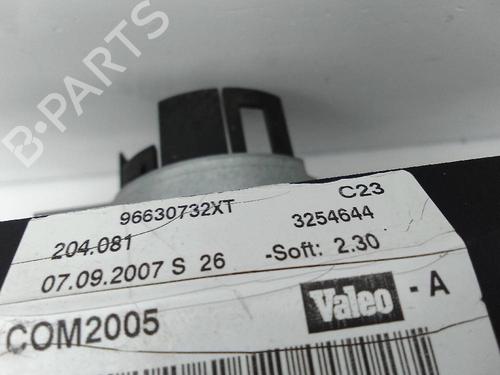 B-PARTS
96630732XT C23
204.081 3254644
07.09.2007 S 26 -Soft: 2.30
COM2005 Valeo -A